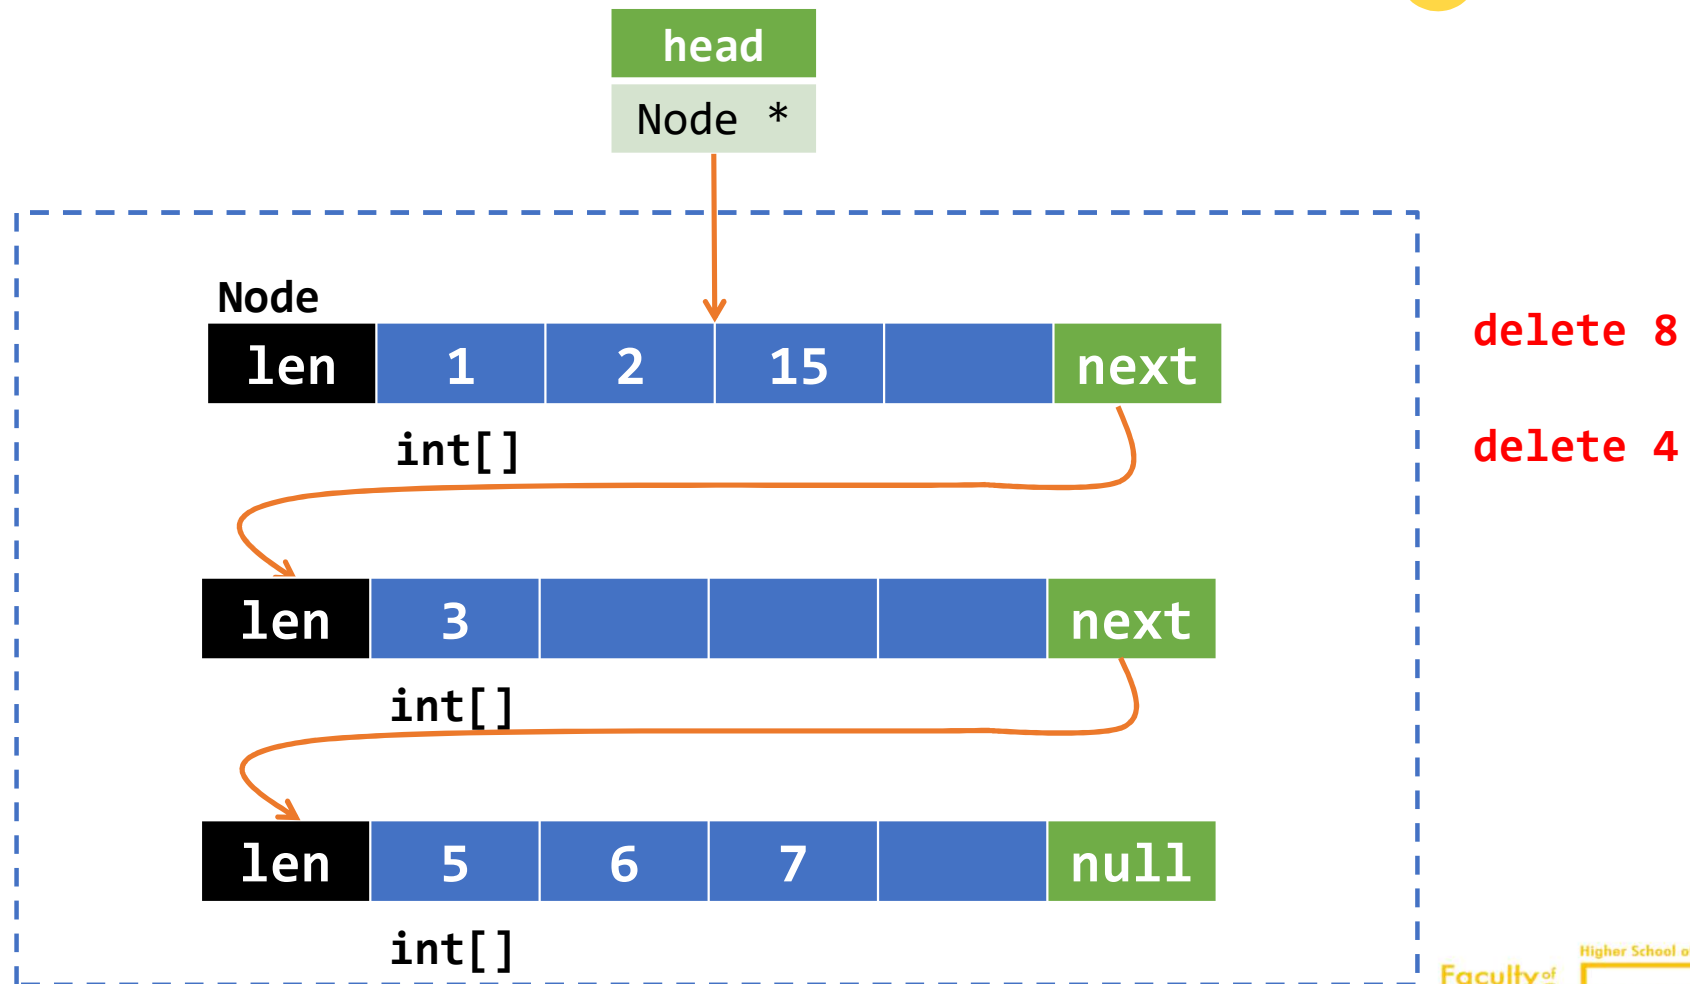 head
Node *
Node
len 1 2 15 next
int[]
len 3 next
int[]
len 5 6 7 null
int[]
delete 8
delete 4
Higher School o
Faculty of